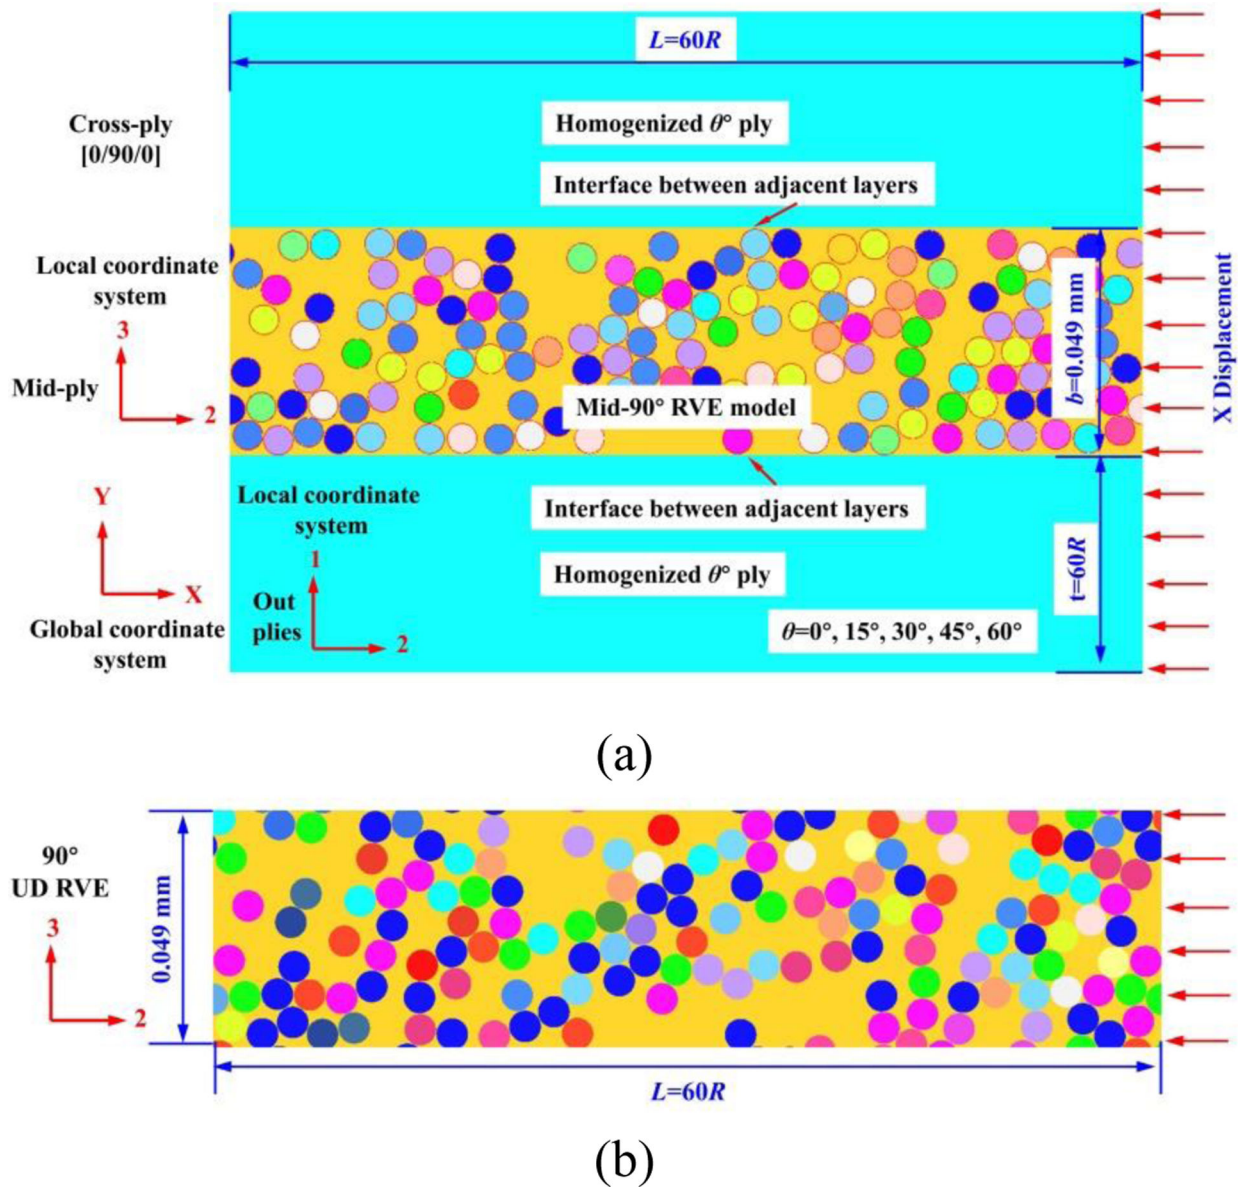 L=60R
Cross-ply
[0/90/0]
Homogenized θ° ply
Interface between adjacent layers
Local coordinate
system
3
2
Mid-ply
b=0.049 mm
X Displacement
Mid-90° RVE model
Local coordinate
system
1
2
Out
plies
Interface between adjacent layers
Y
X
Global coordinate
system
Homogenized θ° ply
t=60R
θ=0°, 15°, 30°, 45°, 60°
(a)
90°
UD RVE
3
2
0.049 mm
L=60R
(b)